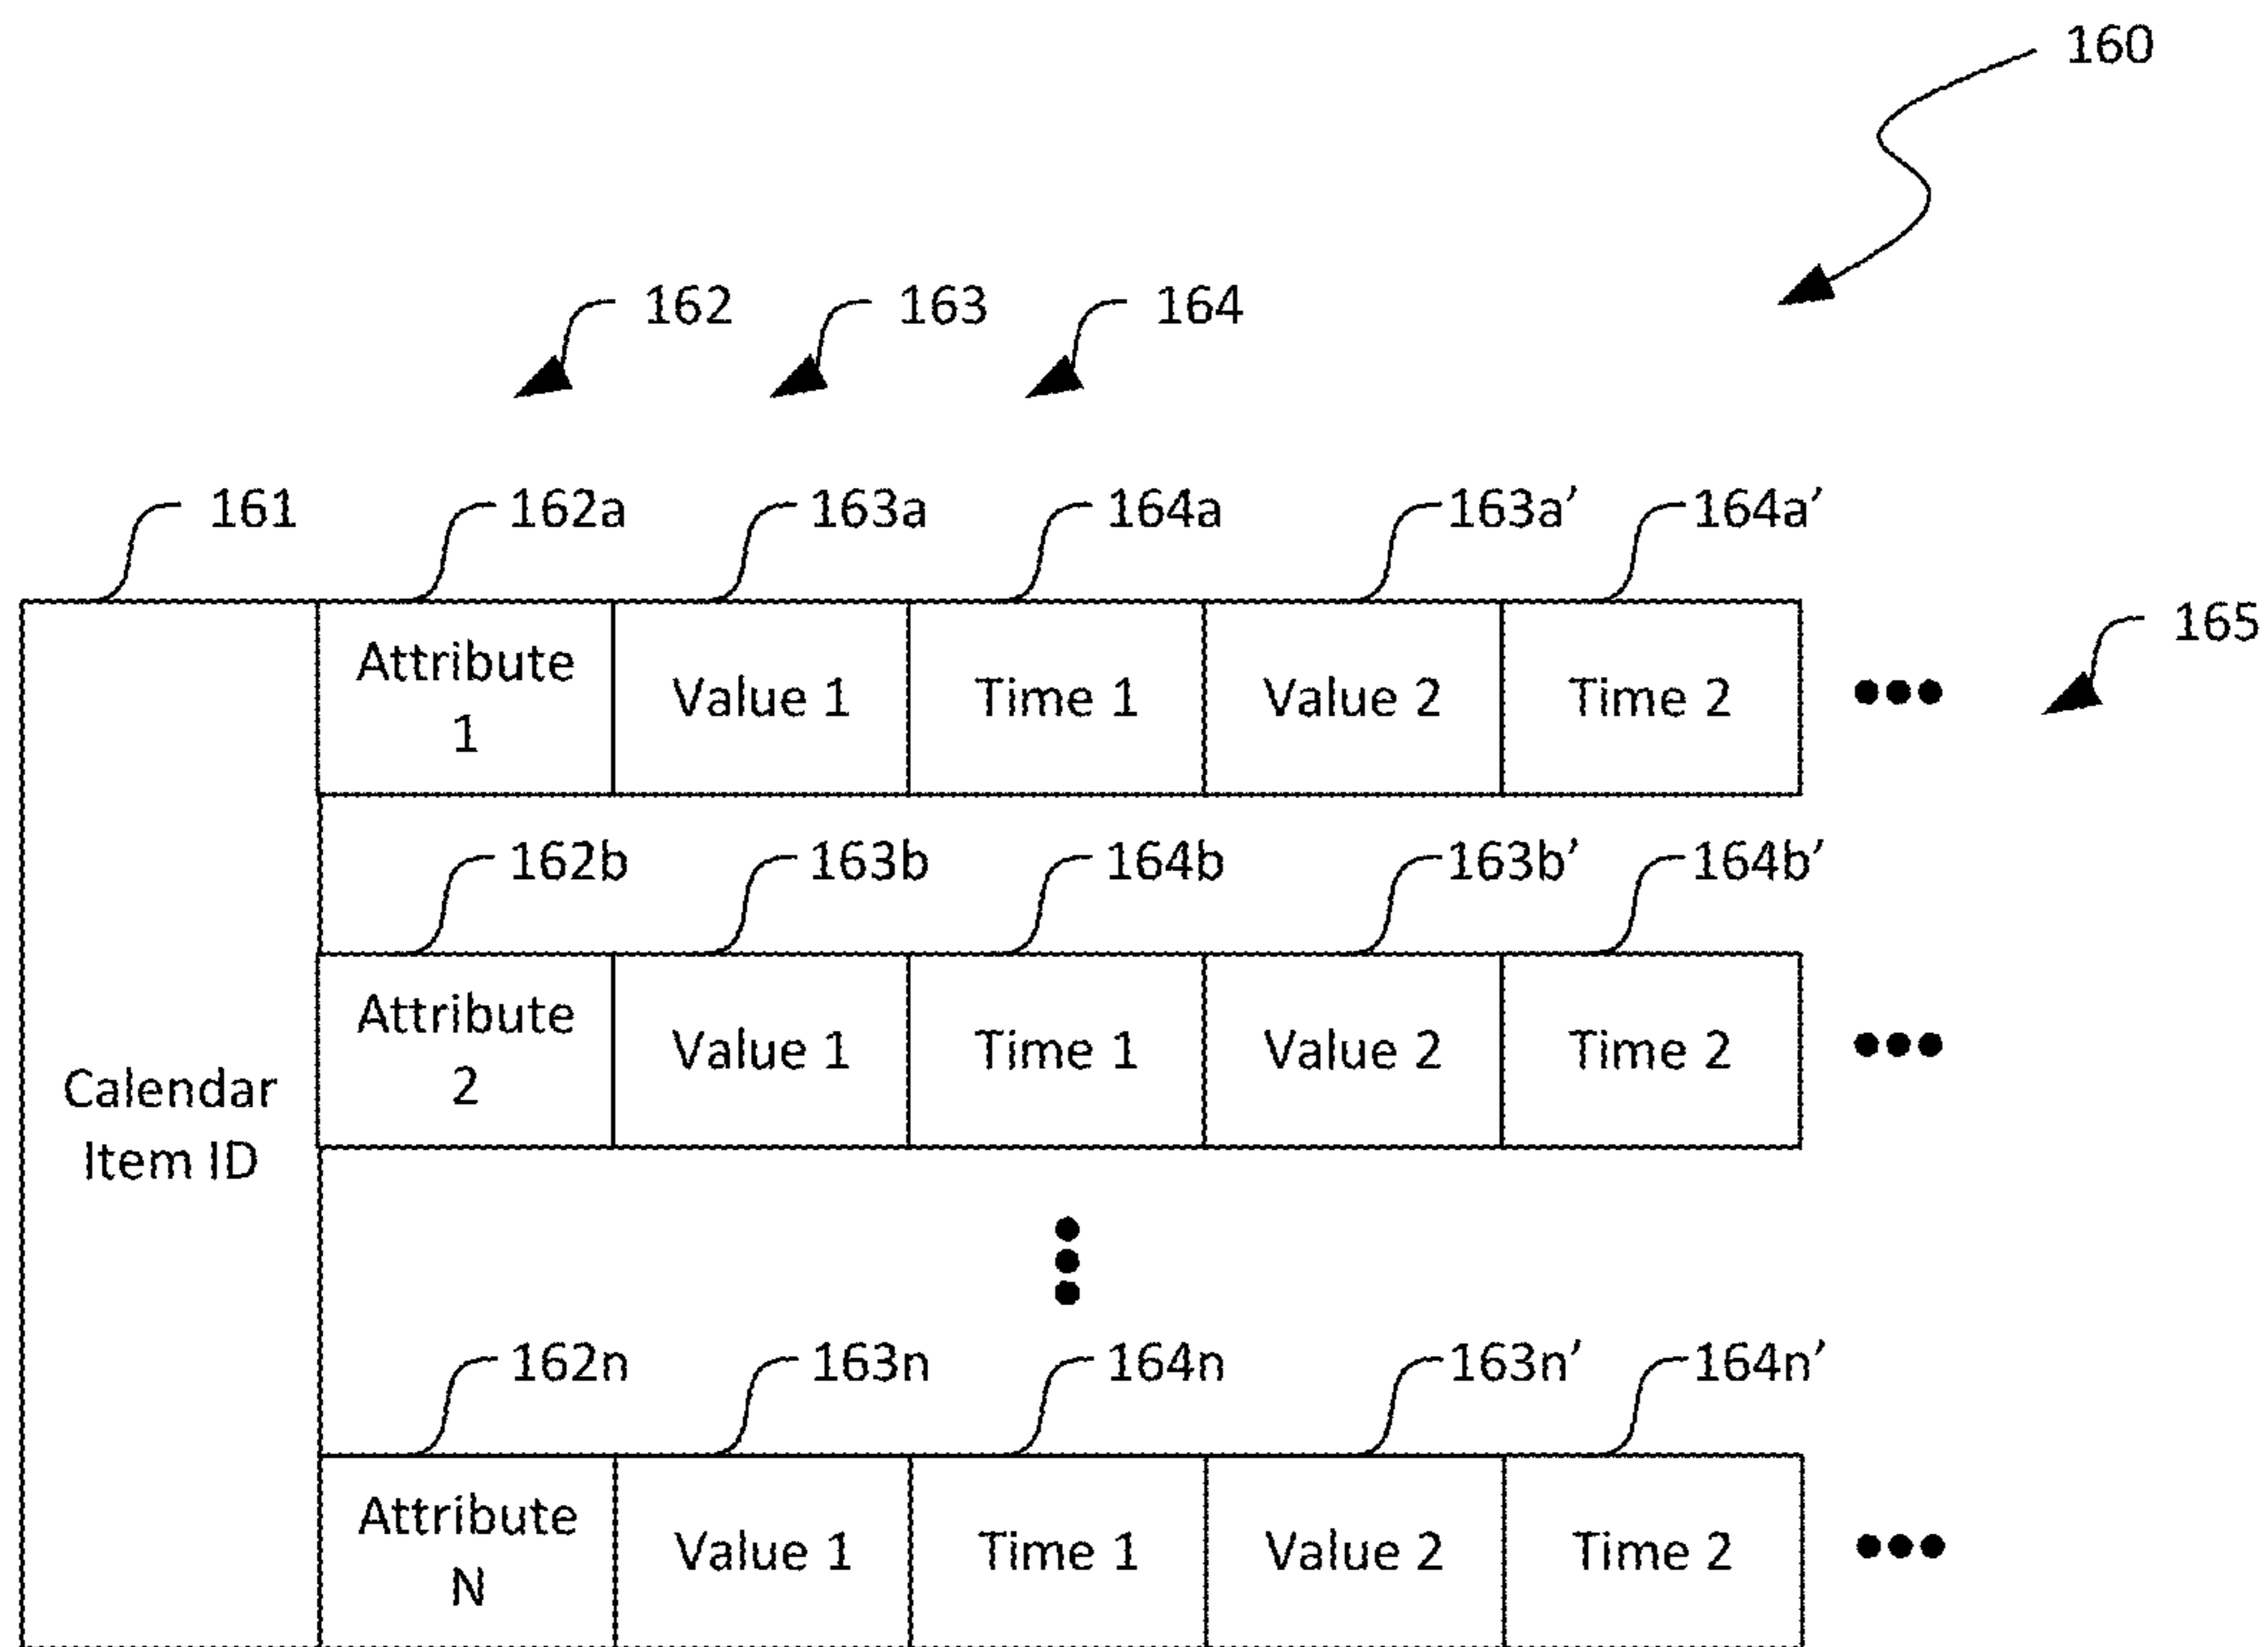 160
162 163 164
161 162a 163a 164a 163a’ 164a’
165
Attribute
1
Value 1 Time 1 Value 2 Time 2
162b 163b 164b 163b’ 164b’
Attribute
2
Value 1 Time 1 Value 2 Time 2
Calendar
Item ID
162n 163n 164n 163n’ 164n’
Attribute
N
Value 1 Time 1 Value 2 Time 2